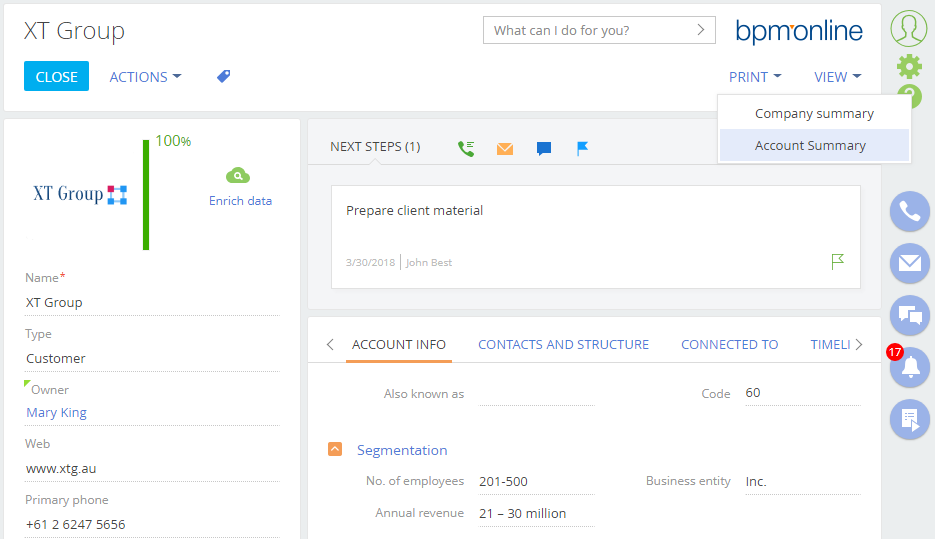 XT Group
What can I do for you?
bpmonline
CLOSE
ACTIONS
PRINT
VIEW
Company summary
Account Summary
100%
XT Group
Enrich data
Name*
XT Group
Type
Customer
Owner
Mary King
Web
www.xtg.au
Primary phone
+61 2 6247 5656
NEXT STEPS (1)
Prepare client material
3/30/2018 | John Best
ACCOUNT INFO
CONTACTS AND STRUCTURE
CONNECTED TO
TIMELI
Also known as
Code 60
Segmentation
No. of employees 201-500
Business entity Inc.
Annual revenue 21 – 30 million
17